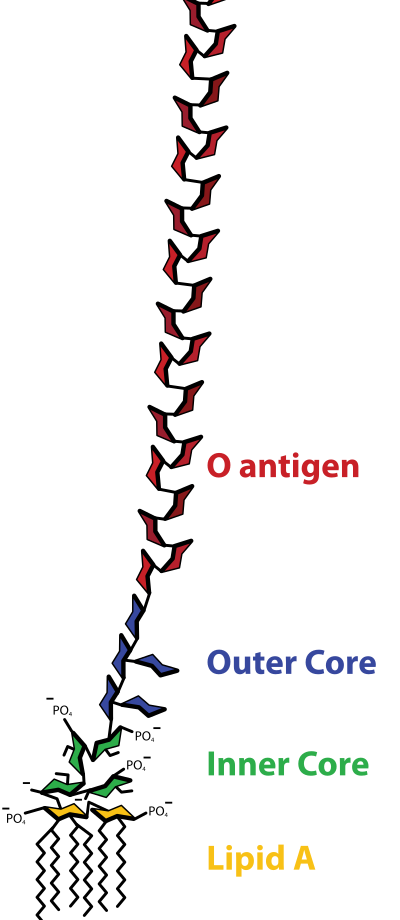 O antigen
Outer Core
PO₄⁻
PO₄⁻
Inner Core
PO₄⁻
PO₄⁻
PO₄⁻
Lipid A